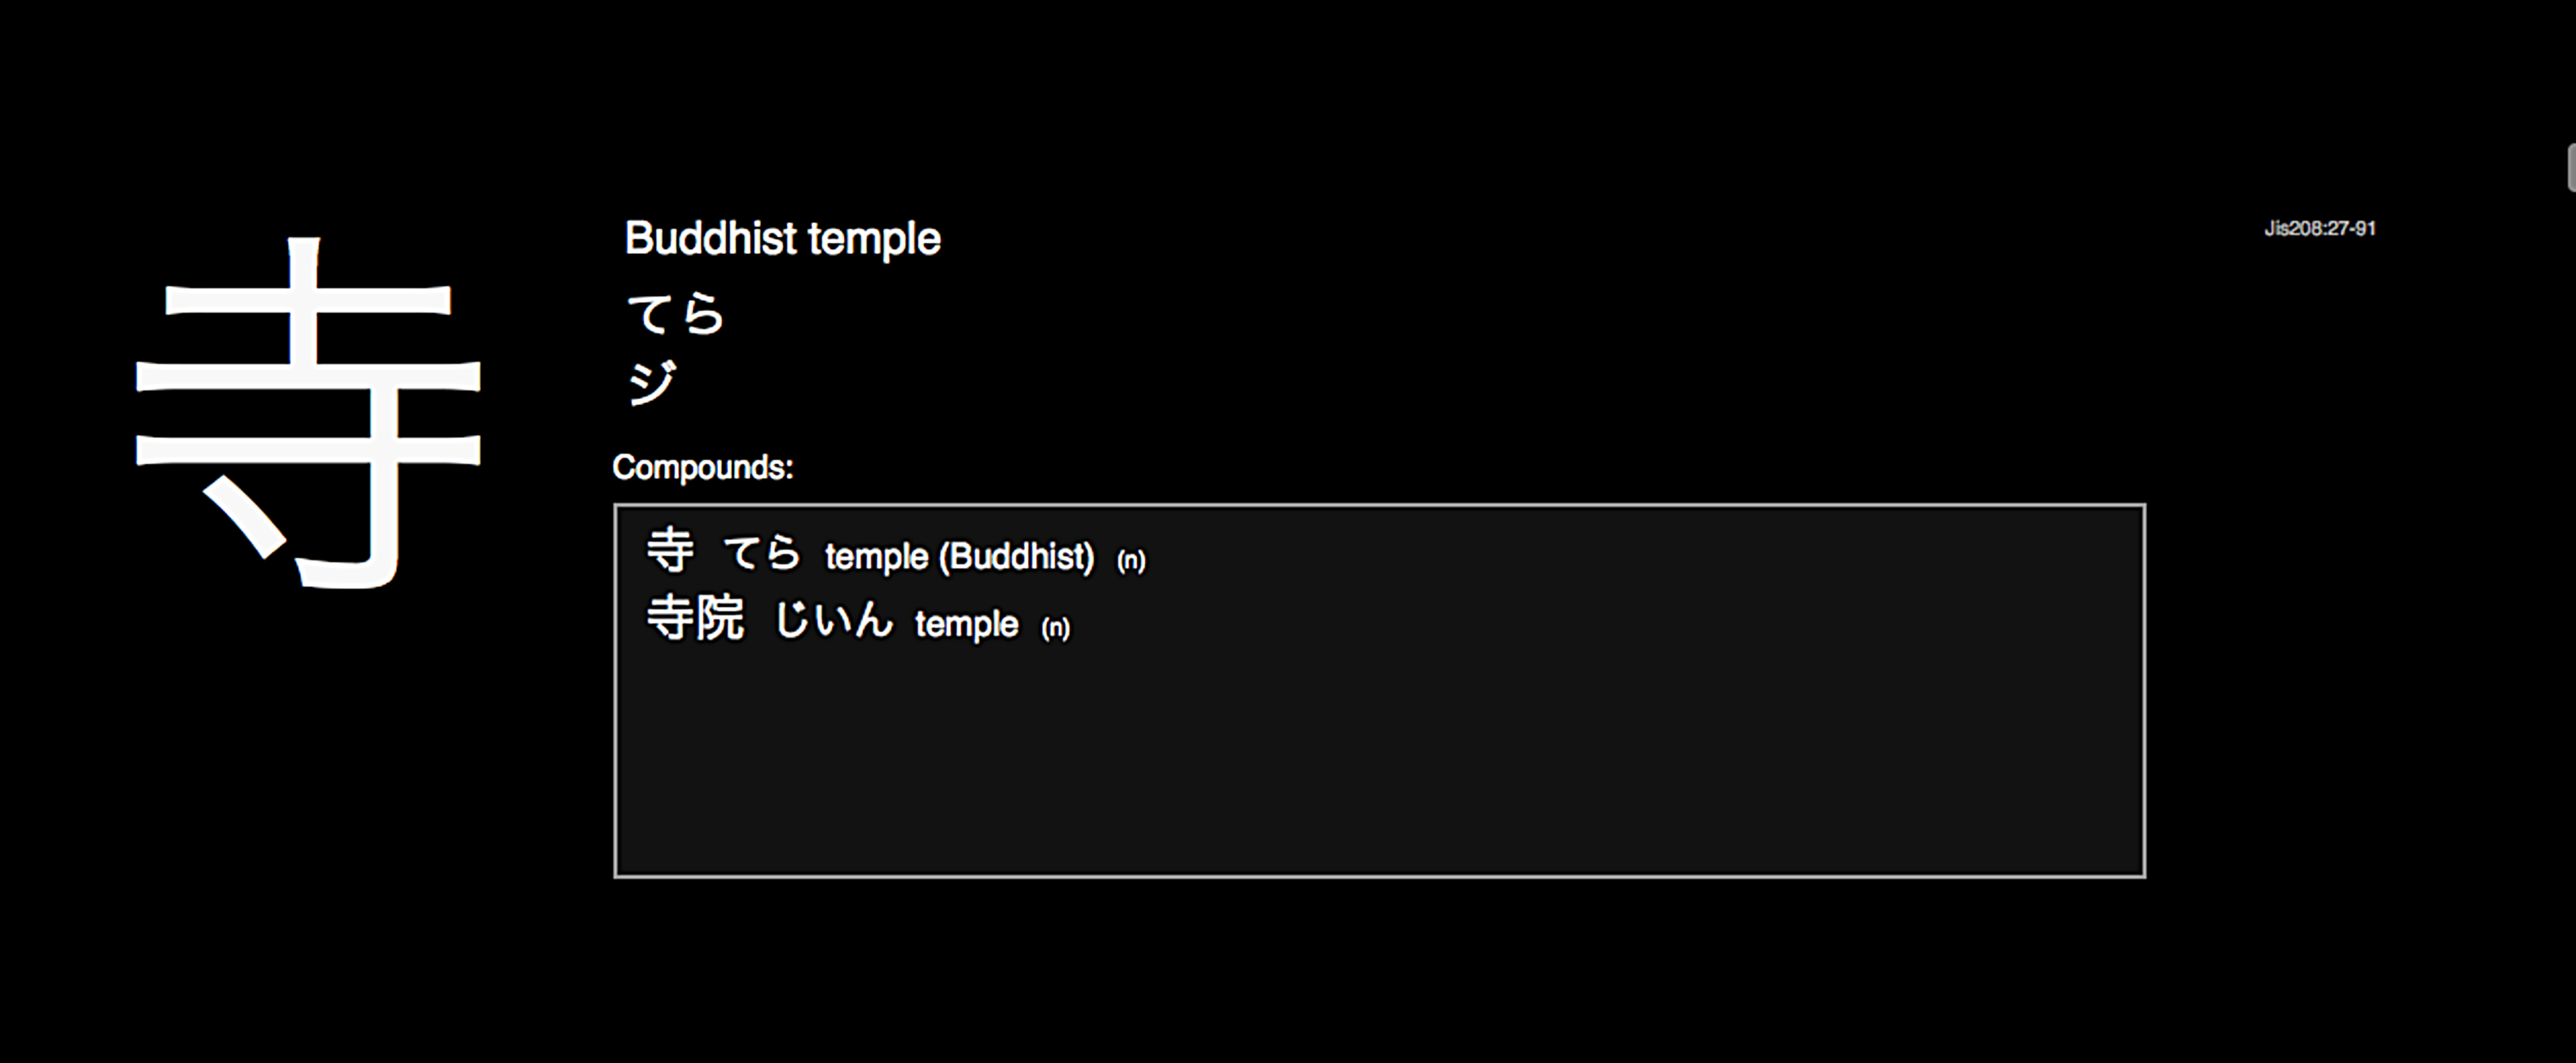 寺
Buddhist temple
Jis208:27-91
てら
ジ
Compounds:
寺 てら temple (Buddhist) (n)
寺院 じいん temple (n)